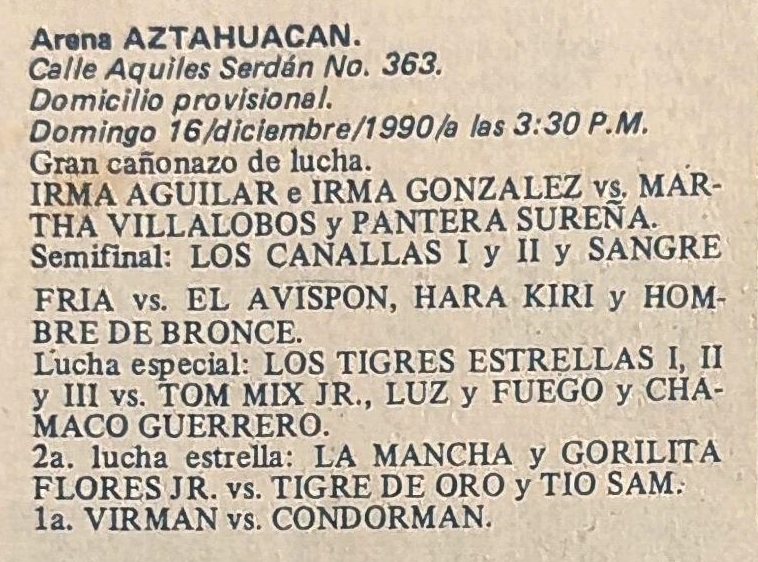 Arena AZTAHUACAN.
Calle Aquiles Serdán No. 363.
Domicilio provisional.
Domingo 16/diciembre/1990/a las 3:30 P.M.
Gran cañonazo de lucha.
IRMA AGUILAR e IRMA GONZALEZ vs. MAR-
THA VILLALOBOS y PANTERA SUREÑA.
Semifinal: LOS CANALLAS I y II y SANGRE
FRIA vs. EL AVISPON, HARA KIRI y HOM-
BRE DE BRONCE.
Lucha especial: LOS TIGRES ESTRELLAS I, II
y III vs. TOM MIX JR., LUZ y FUEGO y CHA-
MACO GUERRERO.
2a. lucha estrella: LA MANCHA y GORILITA
FLORES JR. vs. TIGRE DE ORO y TIO SAM.
1a. VIRMAN vs. CONDORMAN.